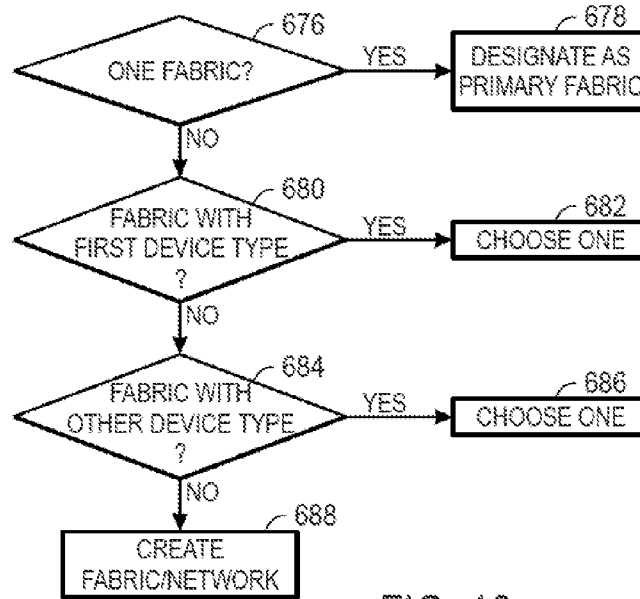 676
ONE FABRIC?
YES
678
DESIGNATE AS
PRIMARY FABRIC
NO
680
FABRIC WITH
FIRST DEVICE TYPE
?
YES
682
CHOOSE ONE
NO
684
FABRIC WITH
OTHER DEVICE TYPE
?
YES
686
CHOOSE ONE
NO
688
CREATE
FABRIC/NETWORK